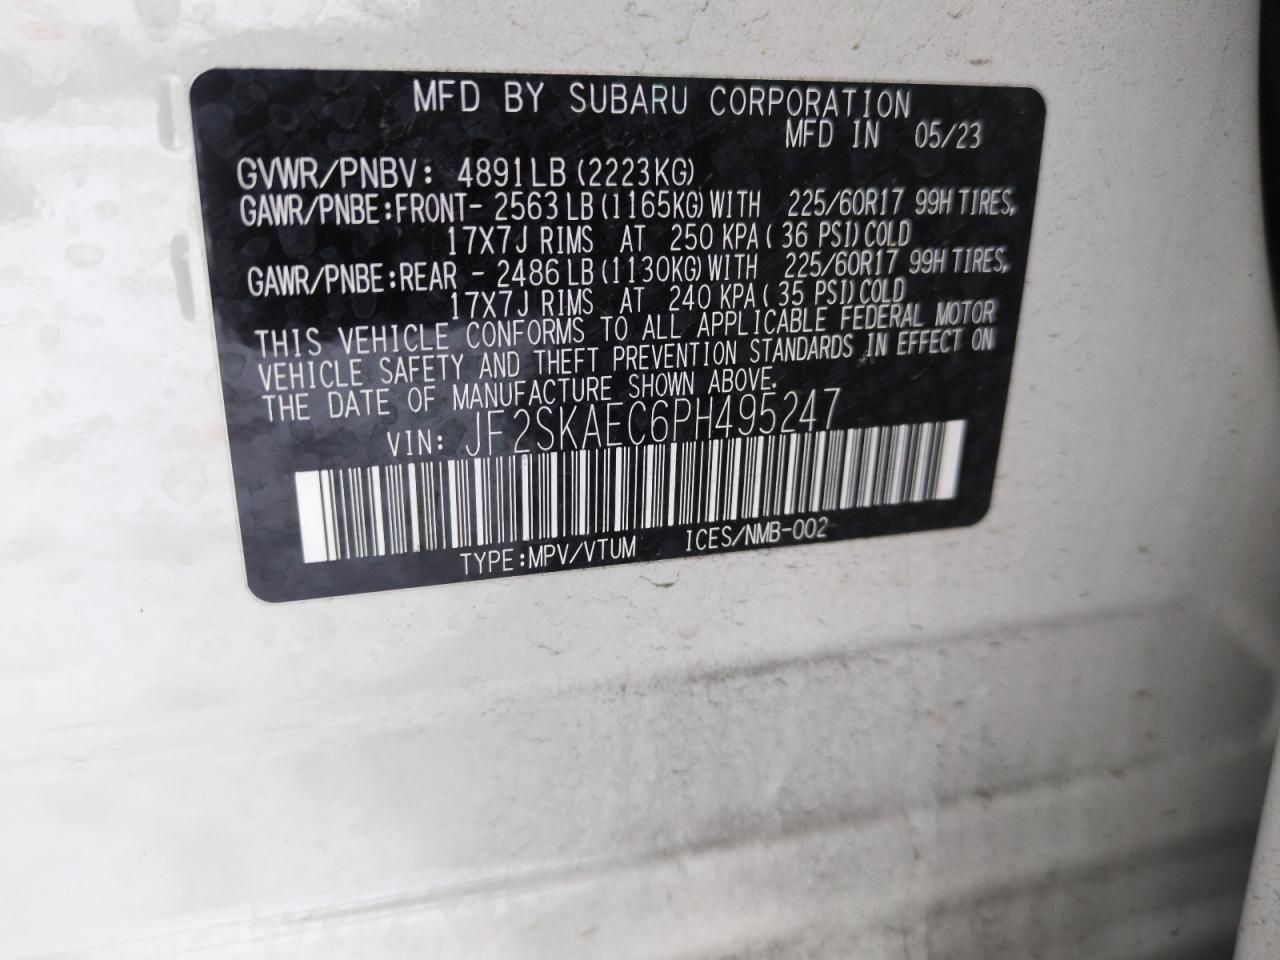 MFD BY SUBARU CORPORATION
MFD IN 05/23
GVWR/PNBV: 4891LB (2223KG)
GAWR/PNBE:FRONT- 2563 LB (1165KG) WITH 225/60R17 99H TIRES,
17X7J RIMS AT 250 KPA ( 36 PSI) COLD
GAWR/PNBE:REAR - 2486 LB (1130KG) WITH 225/60R17 99H TIRES,
17X7J RIMS AT 240 KPA ( 35 PSI) COLD
THIS VEHICLE CONFORMS TO ALL APPLICABLE FEDERAL MOTOR
VEHICLE SAFETY AND THEFT PREVENTION STANDARDS IN EFFECT ON
THE DATE OF MANUFACTURE SHOWN ABOVE.
VIN: JF2SKAEC6PH495247
TYPE:MPV/VTUM ICES/NMB-002